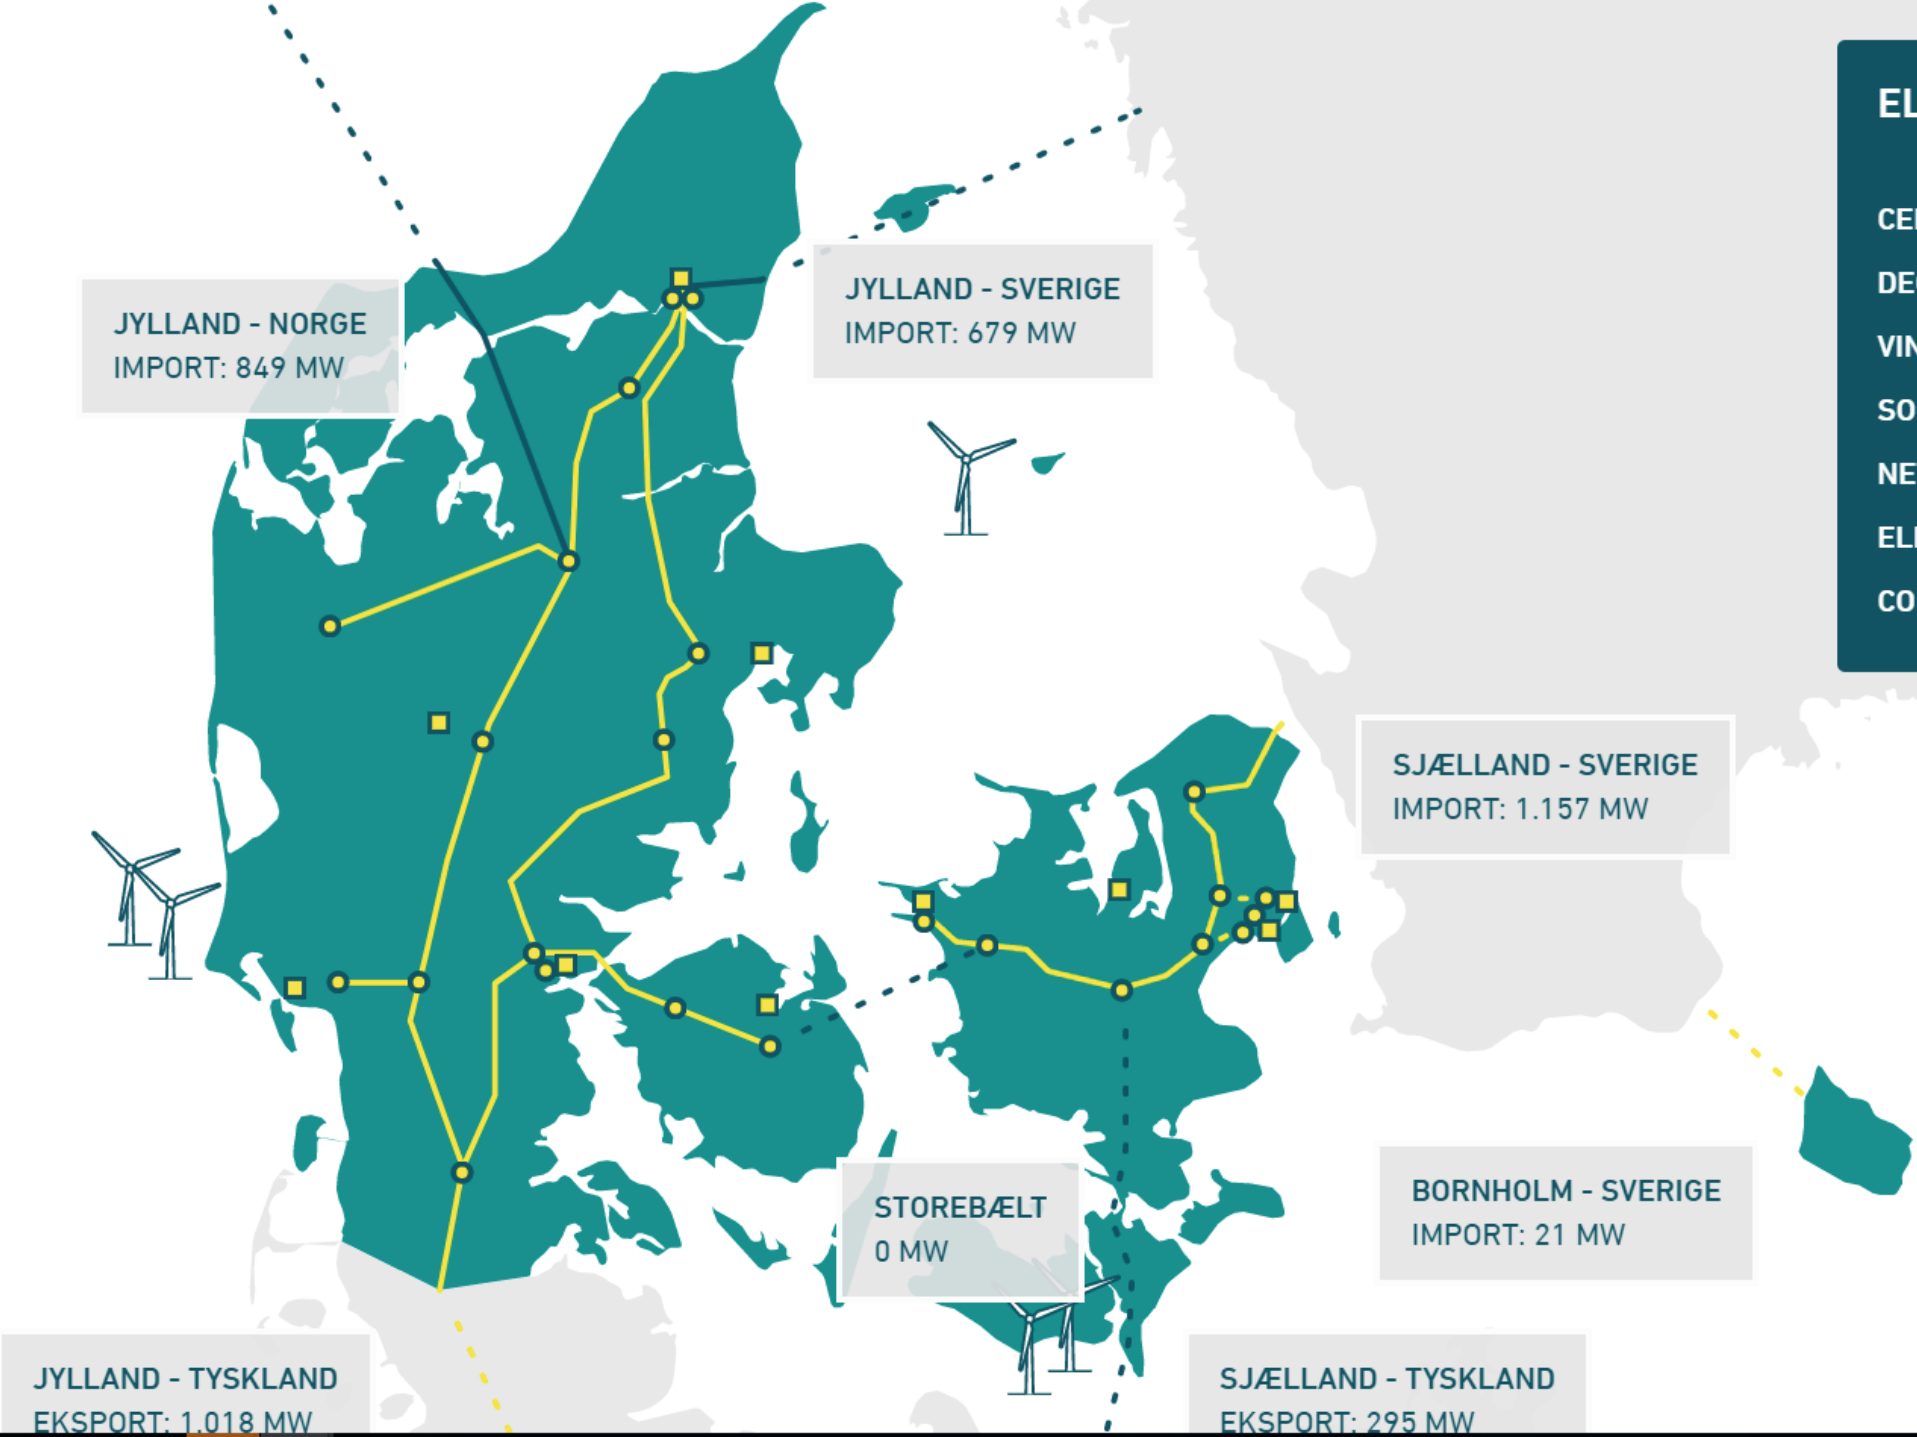 JYLLAND - NORGE
IMPORT: 849 MW
JYLLAND - SVERIGE
IMPORT: 679 MW
SJÆLLAND - SVERIGE
IMPORT: 1.157 MW
BORNHOLM - SVERIGE
IMPORT: 21 MW
STOREBÆLT
0 MW
JYLLAND - TYSKLAND
EKSPORT: 1.018 MW
SJÆLLAND - TYSKLAND
EKSPORT: 295 MW